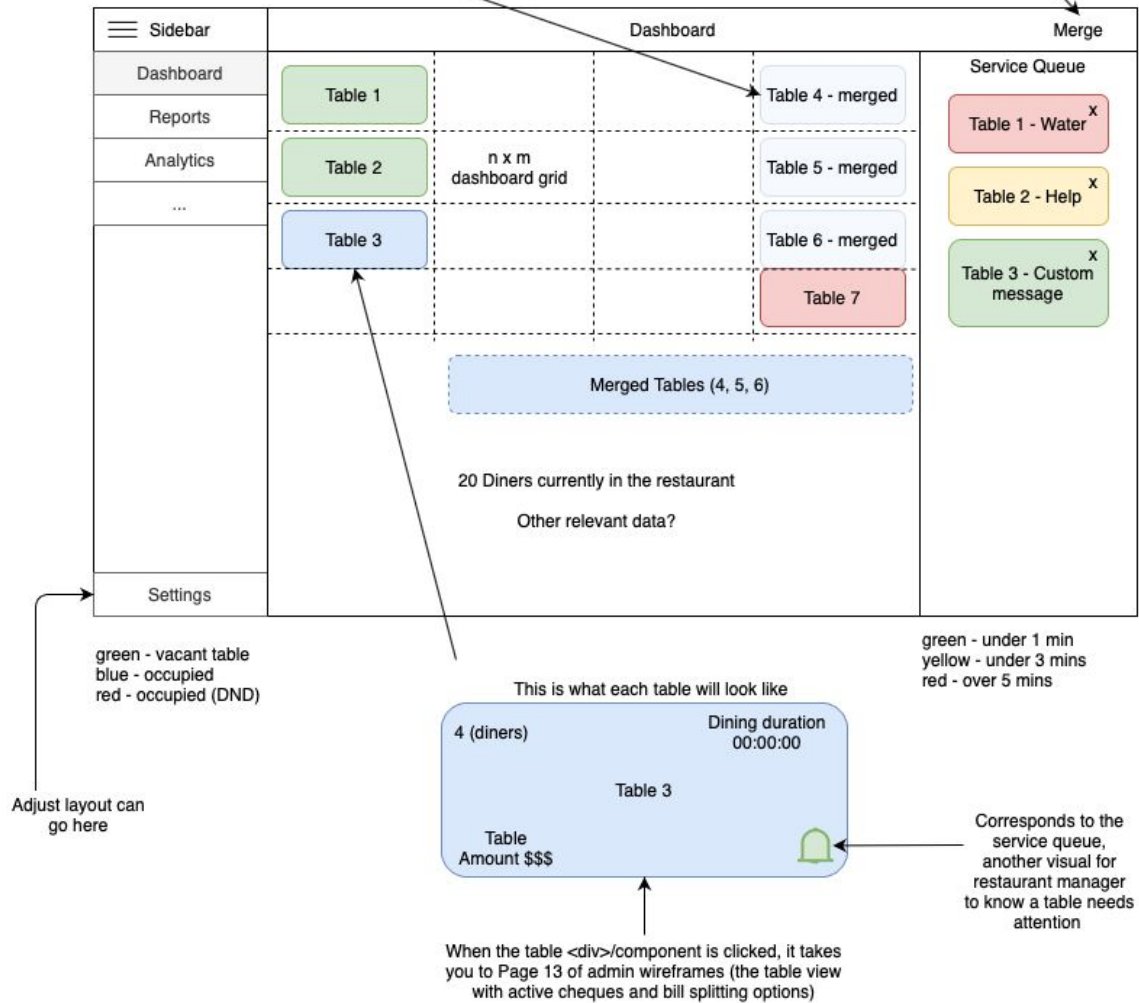 Sidebar
Dashboard
Merge
Dashboard
Reports
Analytics
...
Settings
Table 1
Table 2
Table 3
n x m
dashboard grid
Table 4 - merged
Table 5 - merged
Table 6 - merged
Table 7
Merged Tables (4, 5, 6)
20 Diners currently in the restaurant
Other relevant data?
Service Queue
Table 1 - Water
x
Table 2 - Help
x
Table 3 - Custom
message
x
green - vacant table
blue - occupied
red - occupied (DND)
green - under 1 min
yellow - under 3 mins
red - over 5 mins
This is what each table will look like
4 (diners)
Dining duration
00:00:00
Table 3
Table
Amount $$$
Adjust layout can
go here
Corresponds to the
service queue,
another visual for
restaurant manager
to know a table needs
attention
When the table <div>/component is clicked, it takes
you to Page 13 of admin wireframes (the table view
with active cheques and bill splitting options)